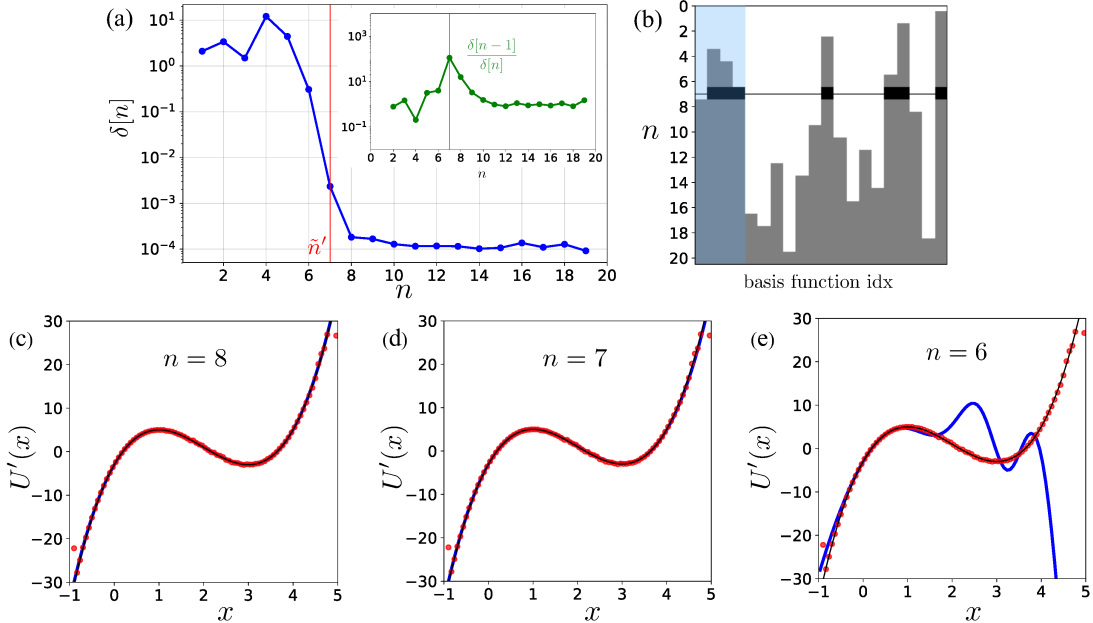 (a)
10^1
10^0
10^{-1}
10^{-2}
10^{-3}
10^{-4}
δ[n]
2 4 6 8 10 12 14 16 18 20
n
ñ′
10^3
10^1
10^{-1}
δ[n − 1]
δ[n]
0 2 4 6 8 10 12 14 16 18 20
n
(b)
0
2
4
6
8
10
12
14
16
18
20
n
basis function idx
(c)
n = 8
30
20
10
0
−10
−20
−30
U′(x)
−1 0 1 2 3 4 5
x
(d)
n = 7
30
20
10
0
−10
−20
−30
U′(x)
−1 0 1 2 3 4 5
x
(e)
n = 6
30
20
10
0
−10
−20
−30
U′(x)
−1 0 1 2 3 4 5
x